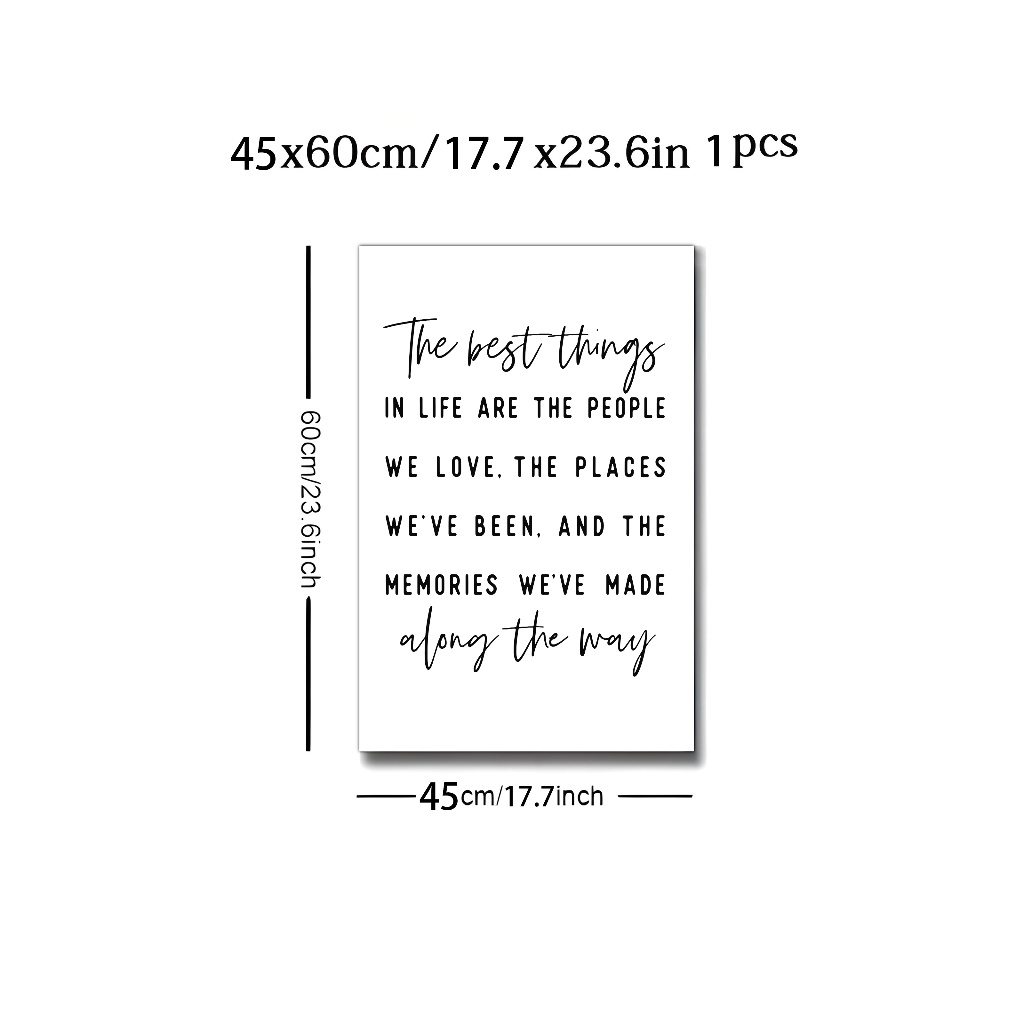 45x60cm/17.7 x23.6in 1pcs
60cm/23.6inch
The best things
IN LIFE ARE THE PEOPLE
WE LOVE, THE PLACES
WE'VE BEEN, AND THE
MEMORIES WE'VE MADE
along the way
45cm/17.7inch